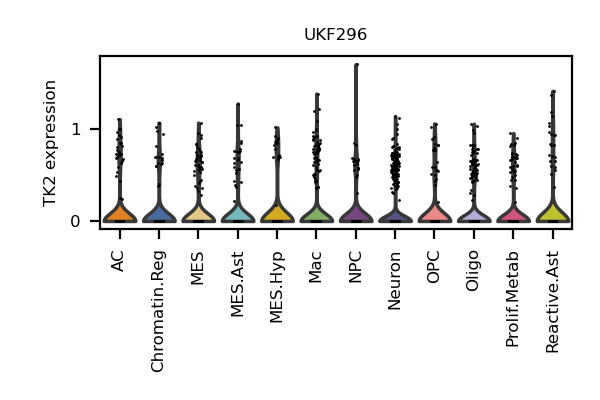 UKF296
TK2 expression
1
0
AC
Chromatin.Reg
MES
MES.Ast
MES.Hyp
Mac
NPC
Neuron
OPC
Oligo
Prolif.Metab
Reactive.Ast